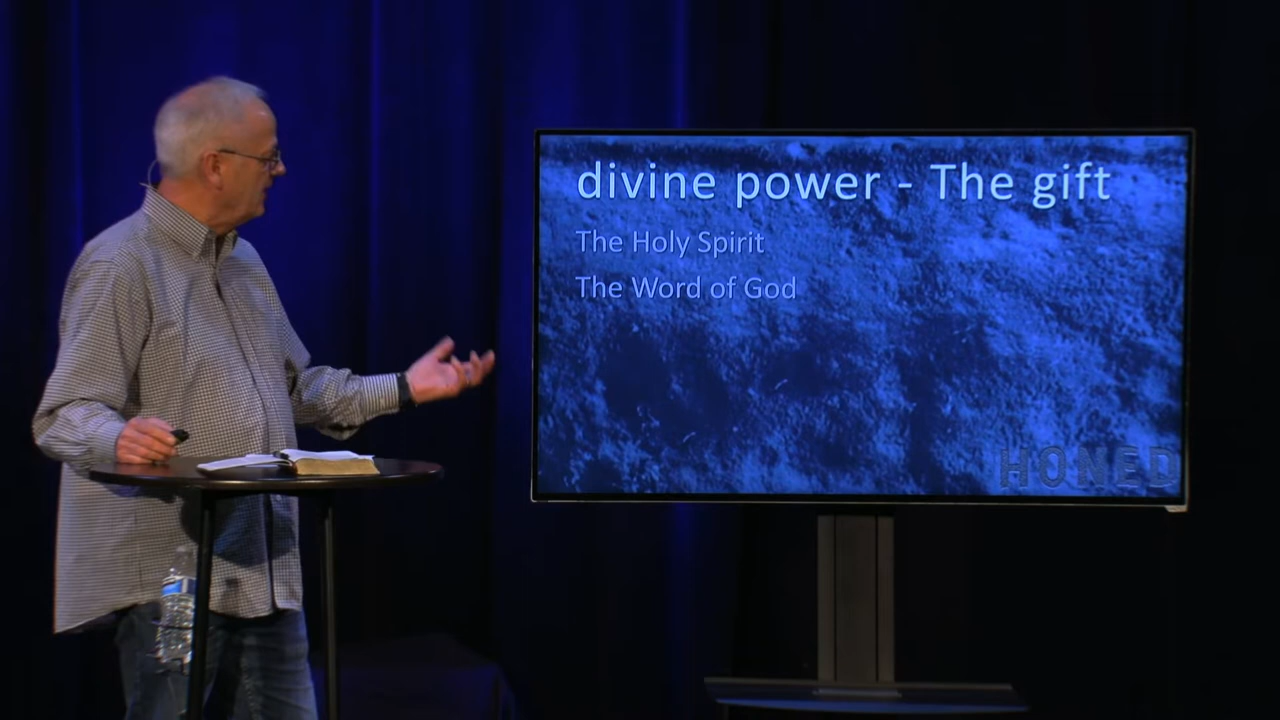 divine power - The gift
The Holy Spirit
The Word of God
HONED